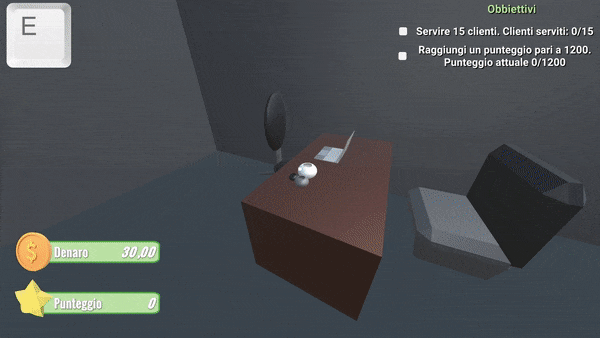 E
Obbiettivi
Servire 15 clienti. Clienti serviti: 0/15
Raggiungi un punteggio pari a 1200.
Punteggio attuale 0/1200
Denaro 30,00
Punteggio 0